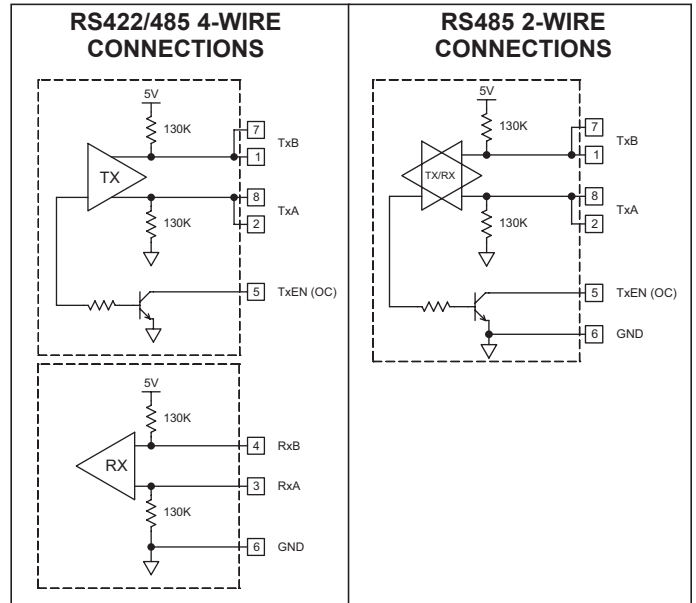 RS422/485 4-WIRE
CONNECTIONS
5V
130K
7
TxB
1
TX
8
TxA
130K
2
5 TxEN (OC)
5V
130K
4 RxB
RX
3 RxA
130K
6 GND
RS485 2-WIRE
CONNECTIONS
5V
130K
7
TxB
1
TX/RX
8
TxA
130K
2
5 TxEN (OC)
6 GND